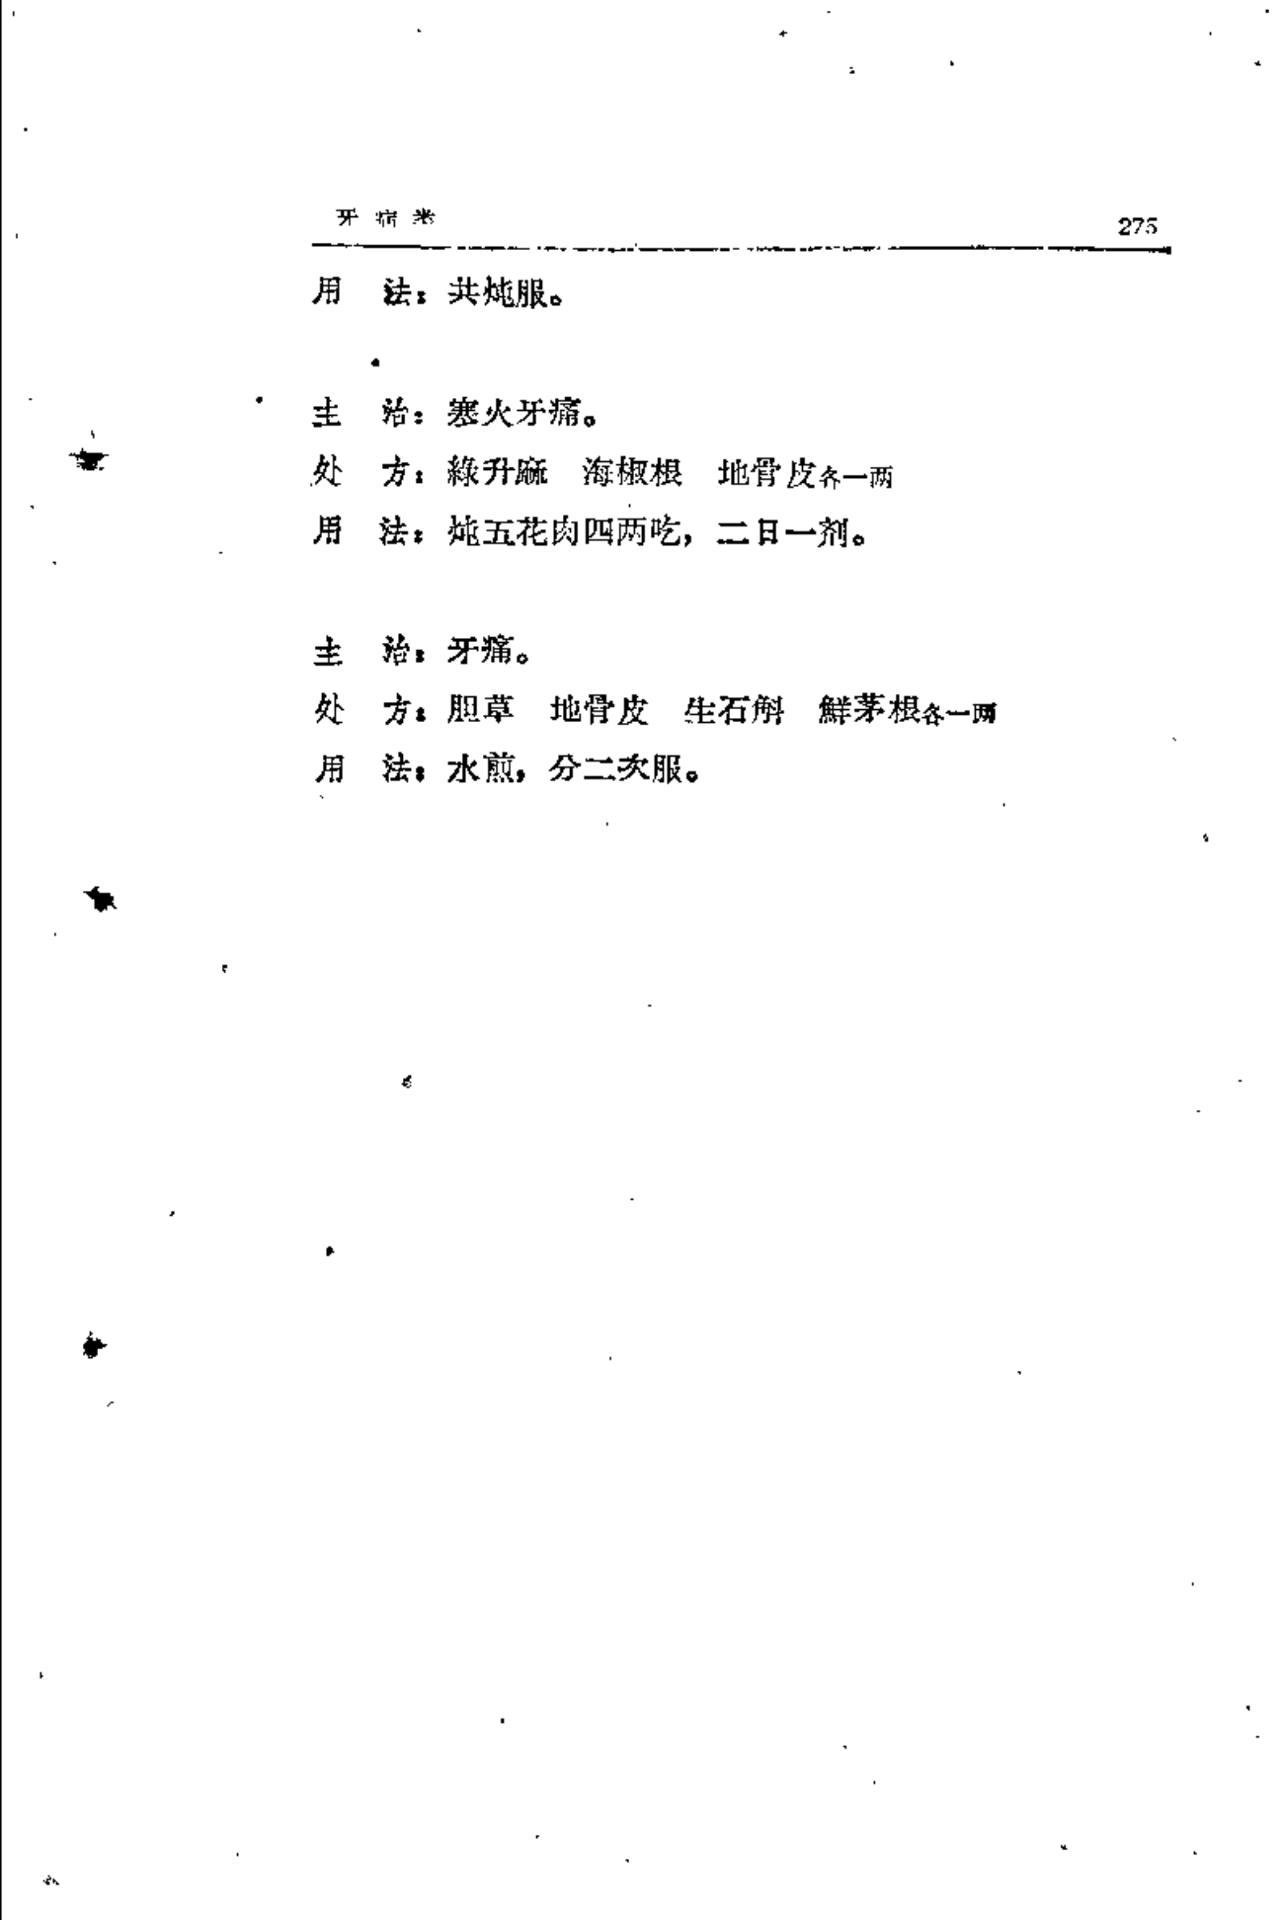 牙病类
275
用　法：共炖服。
主　治：寒火牙痛。
处　方：綠升麻　海椒根　地骨皮各一两
用　法：炖五花肉四两吃，二日一剂。
主　治：牙痛。
处　方：胆草　地骨皮　生石斛　鮮茅根各一两
用　法：水煎，分二次服。